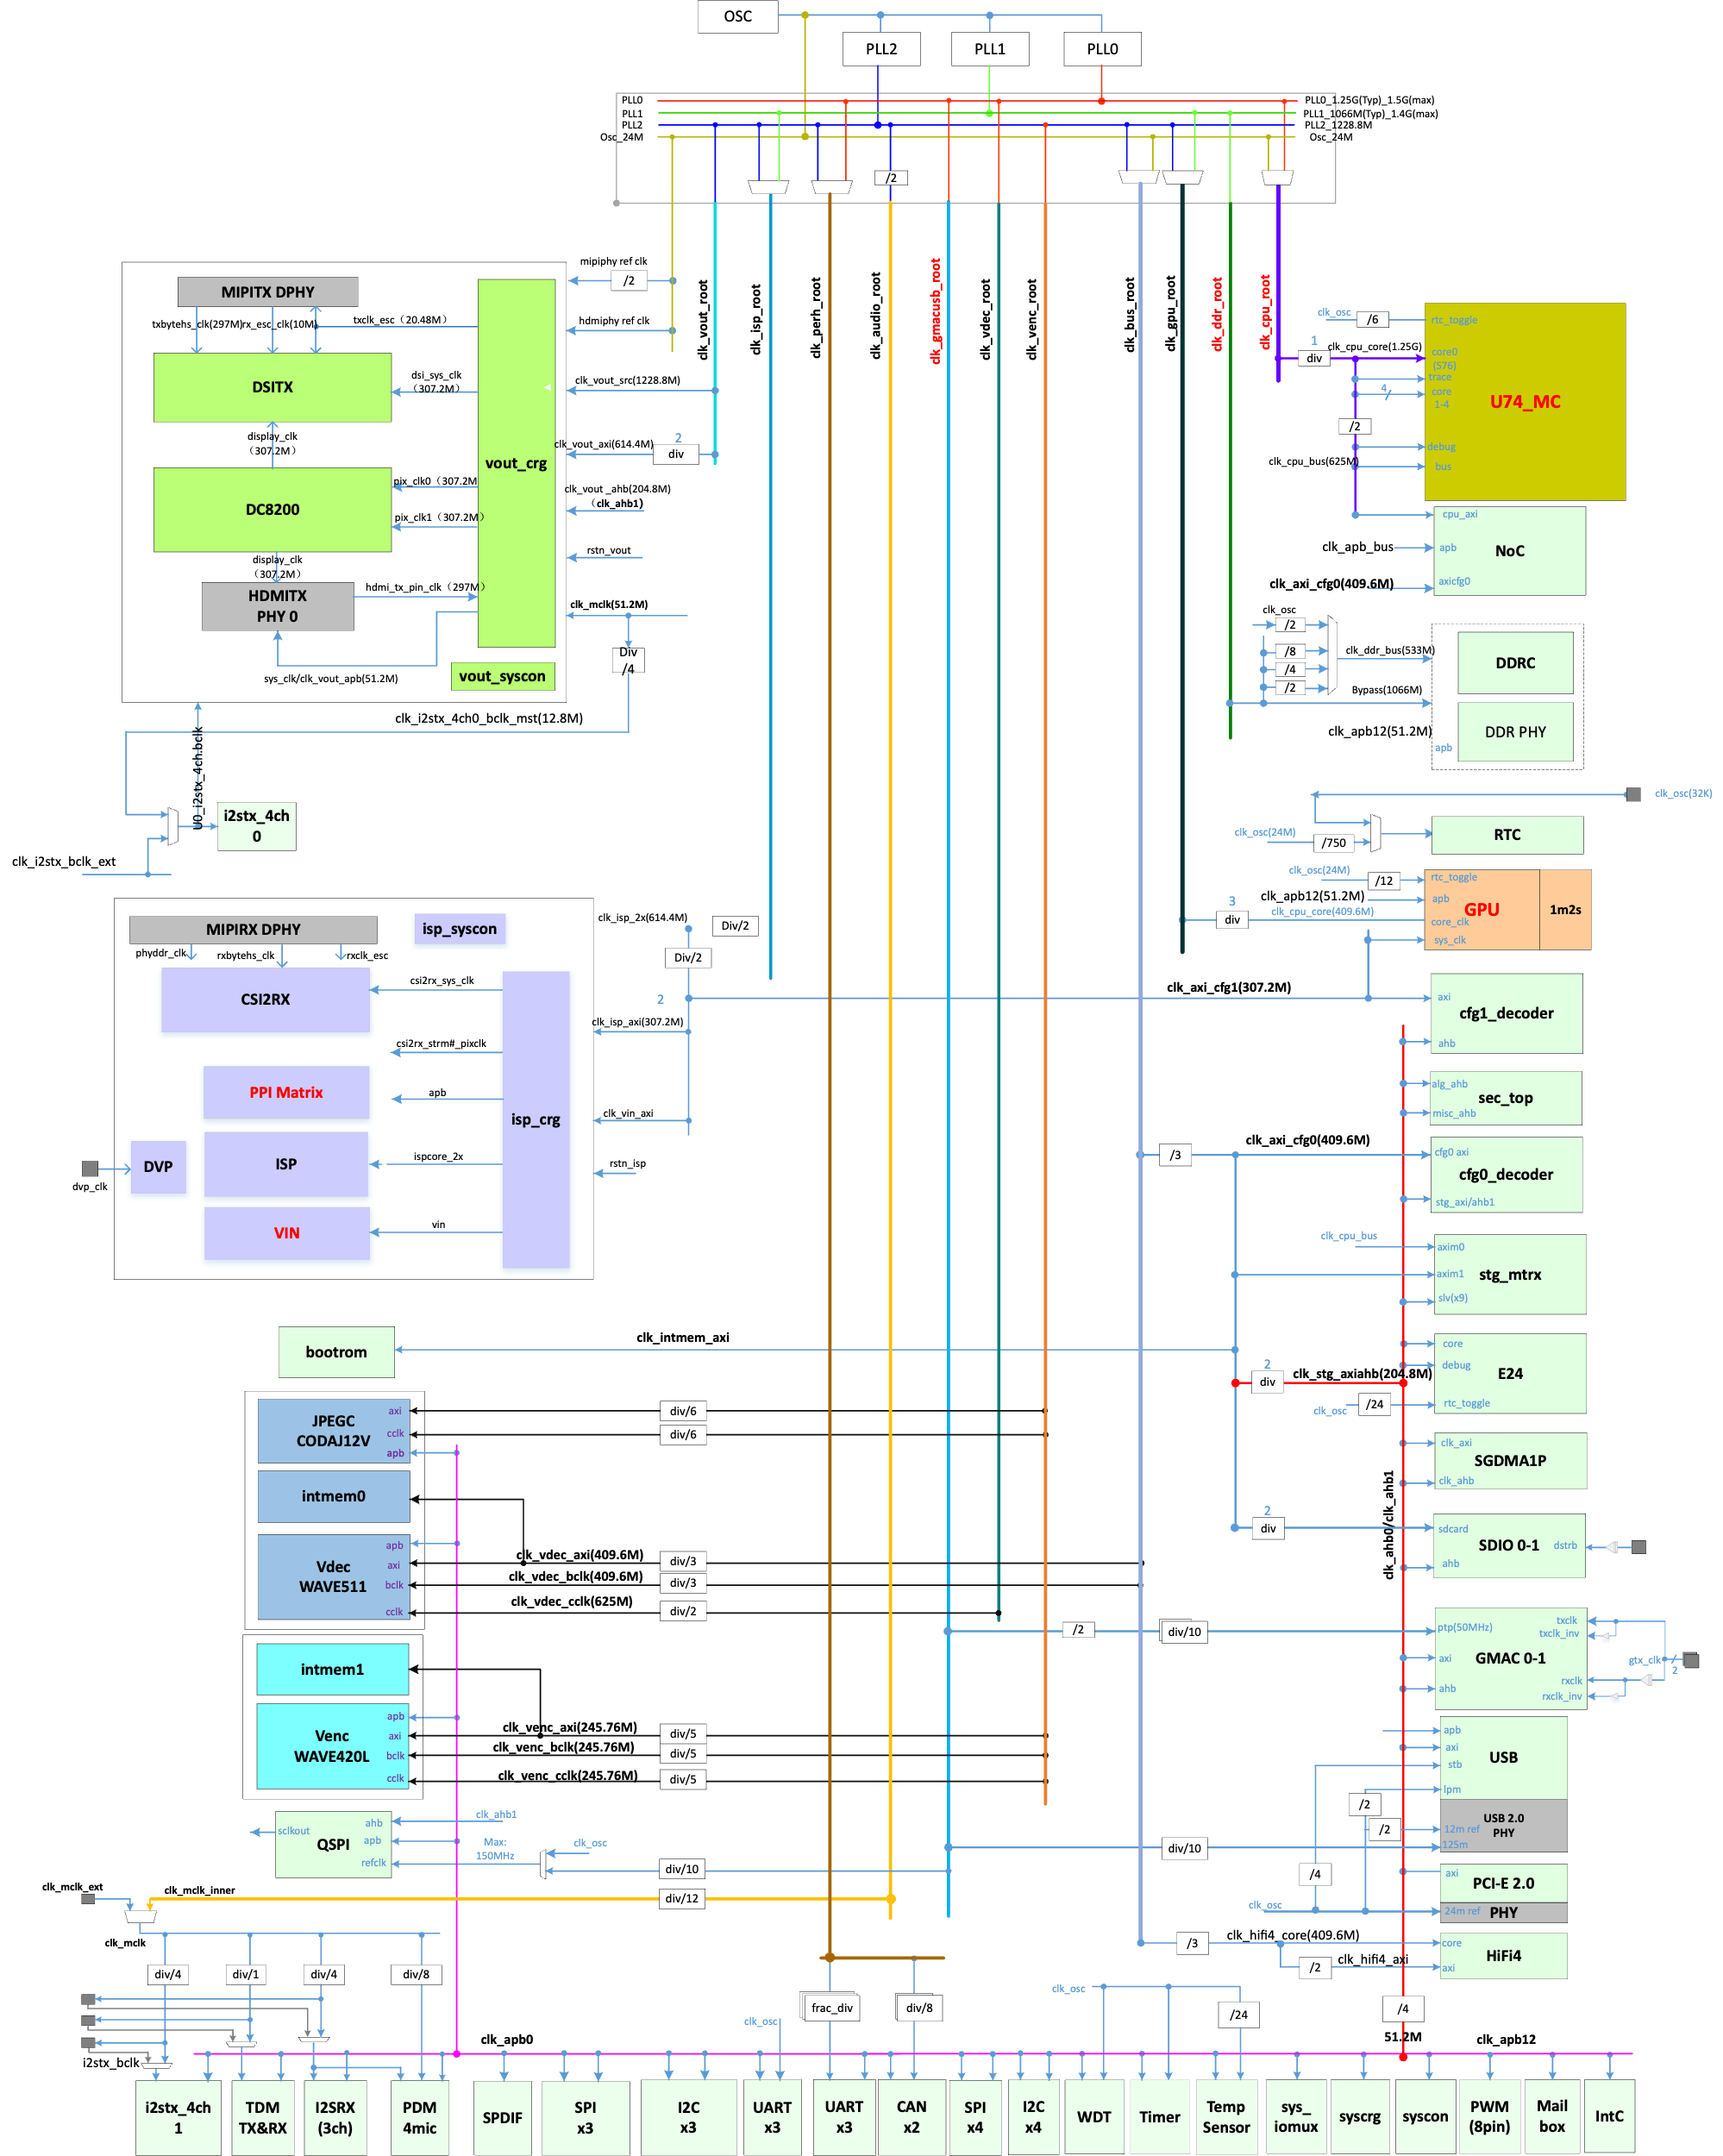 OSC
PLL2
PLL1
PLL0
PLL0
PLL1
PLL2
Osc_24M
PLL0_1.25G(Typ)_1.5G(max)
PLL1_1066M(Typ)_1.4G(max)
PLL2_1228.8M
Osc_24M
/2
clk_vout_root
clk_isp_root
clk_perh_root
clk_audio_root
clk_gmacusb_root
clk_vdec_root
clk_venc_root
clk_bus_root
clk_gpu_root
clk_ddr_root
clk_cpu_root
MIPITX DPHY
txbytehs_clk(297M)
rx_esc_clk(10M)
txclk_esc（20.48M）
DSITX
dsi_sys_clk
（307.2M）
display_clk
（307.2M）
DC8200
pix_clk0（307.2M
pix_clk1（307.2M）
display_clk
（307.2M）
HDMITX
PHY 0
hdmi_tx_pin_clk（297M）
sys_clk/clk_vout_apb(51.2M)
vout_crg
vout_syscon
mipiphy ref clk
/2
hdmiphy ref clk
clk_vout_src(1228.8M)
clk_vout_axi(614.4M)
2
div
clk_vout _ahb(204.8M)
（clk_ahb1）
rstn_vout
clk_mclk(51.2M)
Div
/4
clk_i2stx_4ch0_bclk_mst(12.8M)
U0_i2stx_4ch.bclk
i2stx_4ch
0
clk_i2stx_bclk_ext
clk_osc
/6
rtc_toggle
1
div
clk_cpu_core(1.25G)
core0
(S76)
trace
4
core
1-4
/2
debug
clk_cpu_bus(625M)
bus
U74_MC
cpu_axi
clk_apb_bus
apb
NoC
clk_axi_cfg0(409.6M)
axicfg0
clk_osc
/2
/8
/4
/2
clk_ddr_bus(533M)
Bypass(1066M)
clk_apb12(51.2M)
apb
DDRC
DDR PHY
clk_osc(32K)
clk_osc(24M)
/750
RTC
clk_osc(24M)
/12
rtc_toggle
clk_apb12(51.2M)
apb
3
div
clk_cpu_core(409.6M)
core_clk
sys_clk
GPU
1m2s
MIPIRX DPHY
isp_syscon
phyddr_clk
rxbytehs_clk
rxclk_esc
CSI2RX
csi2rx_sys_clk
csi2rx_strm#_pixclk
PPI Matrix
apb
isp_crg
DVP
dvp_clk
ISP
ispcore_2x
VIN
vin
clk_isp_2x(614.4M)
Div/2
Div/2
2
clk_isp_axi(307.2M)
clk_vin_axi
rstn_isp
clk_axi_cfg1(307.2M)
axi
cfg1_decoder
ahb
alg_ahb
sec_top
misc_ahb
/3
clk_axi_cfg0(409.6M)
cfg0 axi
cfg0_decoder
stg_axi/ahb1
clk_cpu_bus
axim0
axim1
stg_mtrx
slv(x9)
bootrom
clk_intmem_axi
2
div
clk_stg_axiahb(204.8M)
core
debug
E24
clk_osc
/24
rtc_toggle
JPEGC
CODAJ12V
axi
cclk
apb
div/6
div/6
intmem0
Vdec
WAVE511
apb
axi
bclk
cclk
clk_vdec_axi(409.6M)
div/3
clk_vdec_bclk(409.6M)
div/3
clk_vdec_cclk(625M)
div/2
clk_ahb0/clk_ahb1
clk_axi
SGDMA1P
clk_ahb
2
div
sdcard
SDIO 0-1
dstrb
ahb
/2
div/10
ptp(50MHz)
txclk
txclk_inv
axi
GMAC 0-1
gtx_clk
2
rxclk
ahb
rxclk_inv
intmem1
Venc
WAVE420L
apb
axi
bclk
cclk
clk_venc_axi(245.76M)
div/5
clk_venc_bclk(245.76M)
div/5
clk_venc_cclk(245.76M)
div/5
apb
axi
stb
USB
lpm
/2
/2
12m ref
USB 2.0
PHY
div/10
125m
/4
axi
PCI-E 2.0
clk_osc
24m ref
PHY
QSPI
sclkout
ahb
apb
refclk
clk_ahb1
Max:
150MHz
clk_osc
div/10
clk_mclk_ext
clk_mclk_inner
div/12
clk_mclk
/3
clk_hifi4_core(409.6M)
core
HiFi4
/2
clk_hifi4_axi
axi
div/4
div/1
div/4
div/8
frac_div
div/8
clk_osc
clk_osc
/24
/4
51.2M
i2stx_bclk
clk_apb0
clk_apb12
i2stx_4ch
1
TDM
TX&RX
I2SRX
(3ch)
PDM
4mic
SPDIF
SPI
x3
I2C
x3
UART
x3
UART
x3
CAN
x2
SPI
x4
I2C
x4
WDT
Timer
Temp
Sensor
sys_
iomux
syscrg
syscon
PWM
(8pin)
Mail
box
IntC